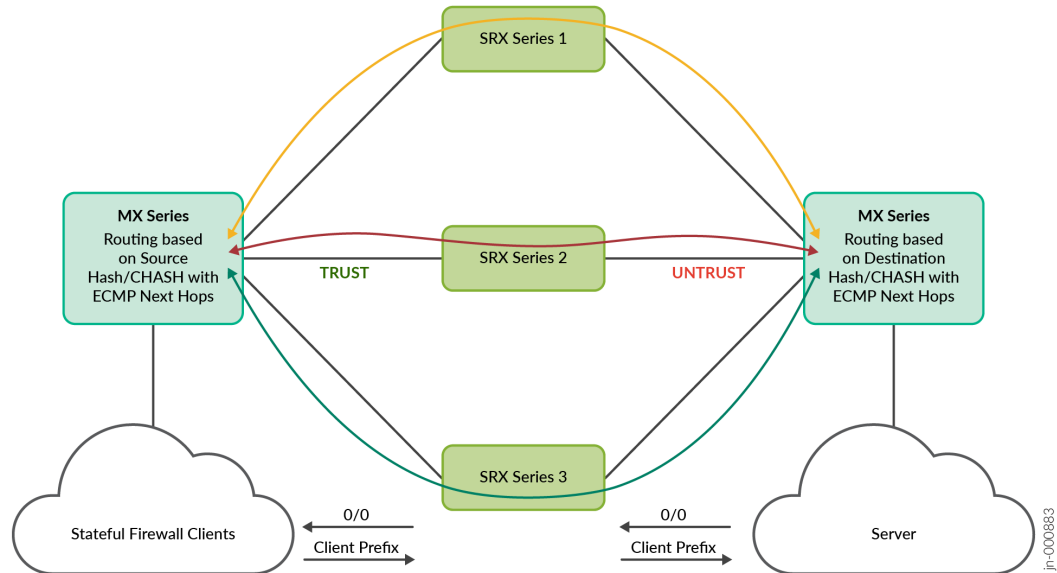 SRX Series 1
MX Series
Routing based
on Source
Hash/CHASH with
ECMP Next Hops
SRX Series 2
TRUST
UNTRUST
MX Series
Routing based
on Destination
Hash/CHASH with
ECMP Next Hops
SRX Series 3
Stateful Firewall Clients
0/0
Client Prefix
0/0
Client Prefix
Server
jn-000883